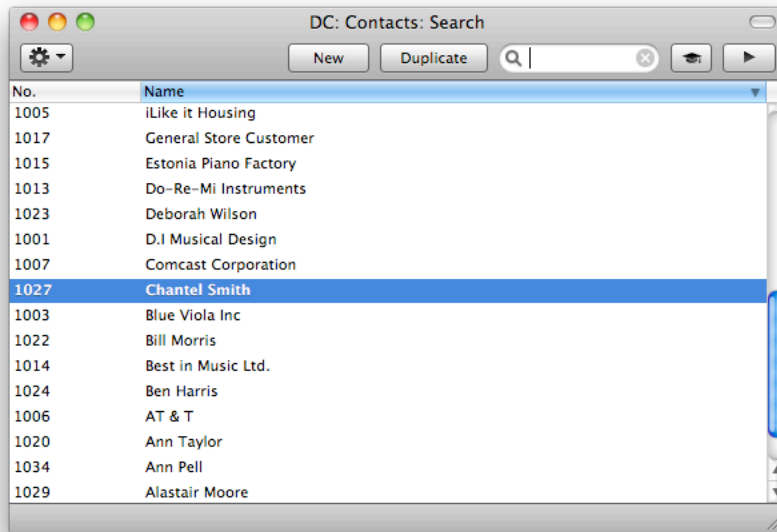 DC: Contacts: Search
New Duplicate
No. Name
1005 iLike it Housing
1017 General Store Customer
1015 Estonia Piano Factory
1013 Do-Re-Mi Instruments
1023 Deborah Wilson
1001 D.I Musical Design
1007 Comcast Corporation
1027 Chantel Smith
1003 Blue Viola Inc
1022 Bill Morris
1014 Best in Music Ltd.
1024 Ben Harris
1006 AT & T
1020 Ann Taylor
1034 Ann Pell
1029 Alastair Moore